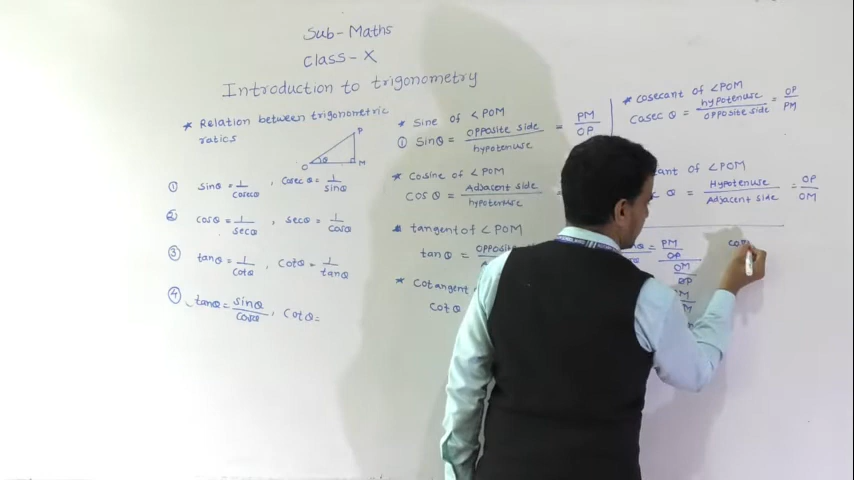 Sub- Maths
Class- X
Introduction to trigonometry
* Relation between trigonometric
ratios
P
O θ M
① sinθ = 1/cosecθ , cosecθ = 1/sinθ
② cosθ = 1/secθ , secθ = 1/cosθ
③ tanθ = 1/cotθ , cotθ = 1/tanθ
④ tanθ = sinθ/cosθ , cotθ =
* Sine of ∠POM
① Sinθ = opposite side/hypotenuse = PM/OP
* Cosine of ∠POM
cos θ = Adjacent side/hypotenuse =
* tangent of ∠POM
tanθ = opposite
* Cotangent
cotθ
* cosecant of ∠POM
cosec θ = hypotenuse/opposite side = OP/PM
cant of ∠POM
c θ = Hypotenuse/Adjacent side = OP/OM
= PM/OP
OM/OP